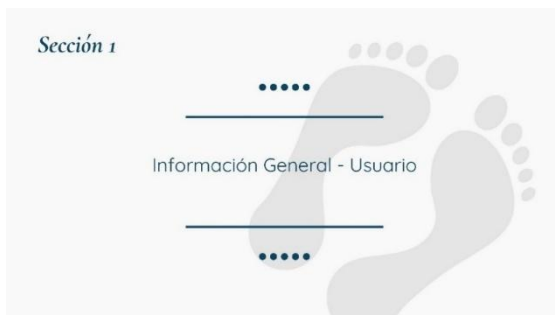 Sección 1
Información General - Usuario